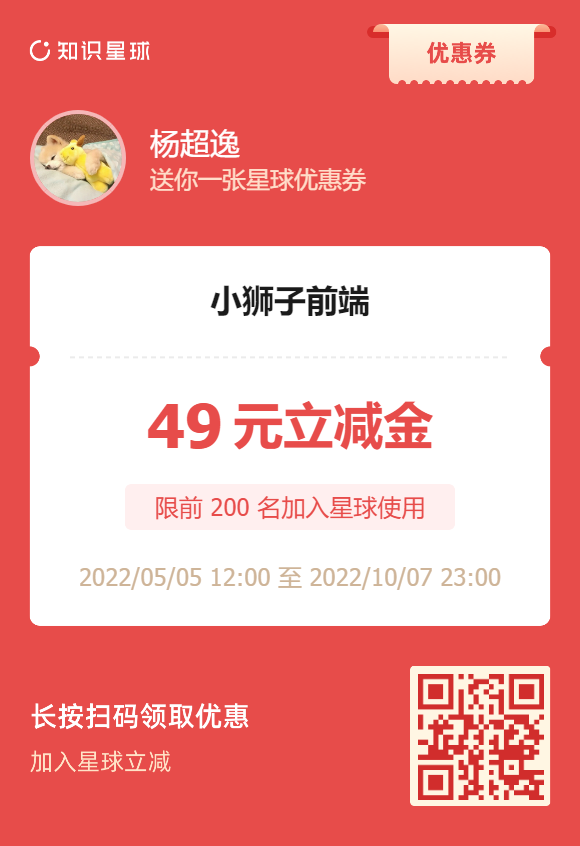 知识星球
优惠券
杨超逸
送你一张星球优惠券
小狮子前端
49 元立减金
限前 200 名加入星球使用
2022/05/05 12:00 至 2022/10/07 23:00
长按扫码领取优惠
加入星球立减